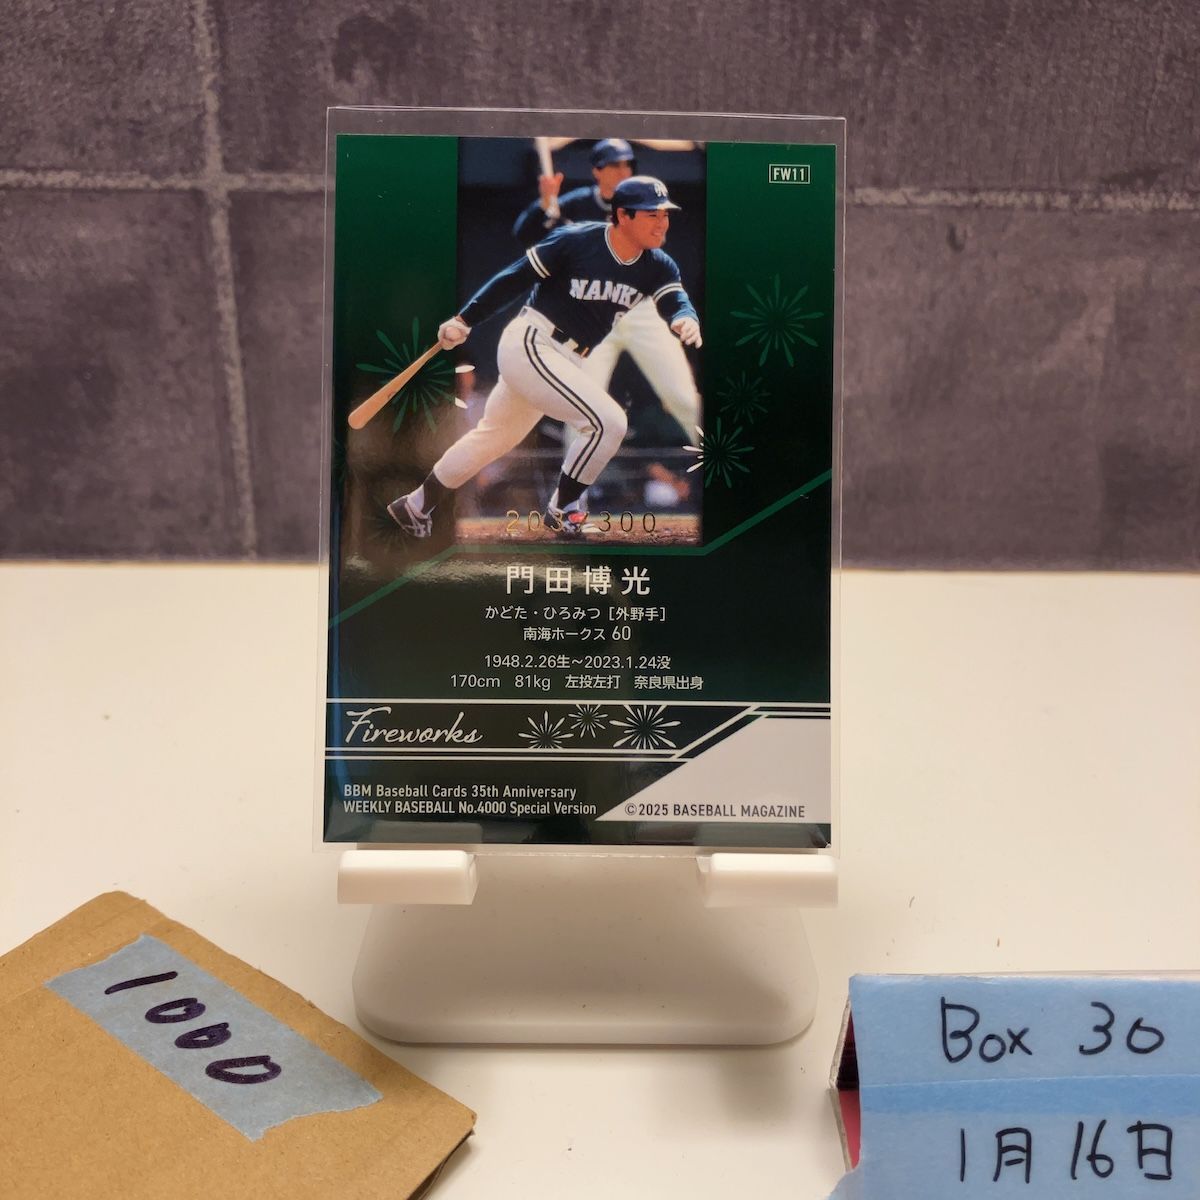 FW11
NANK
203/300
門田博光
かどた・ひろみつ［外野手］
南海ホークス 60
1948.2.26生～2023.1.24没
170cm 81kg 左投左打 奈良県出身
Fireworks
BBM Baseball Cards 35th Anniversary
WEEKLY BASEBALL No.4000 Special Version
©2025 BASEBALL MAGAZINE
1000
Box 30
1月16日